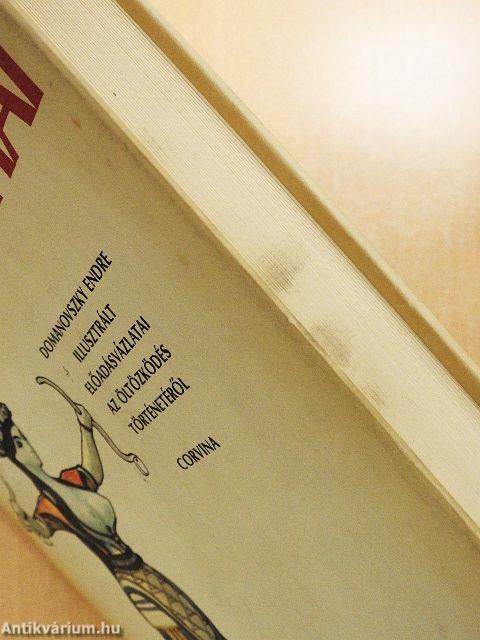 DOMANOVSZKY ENDRE
ILLUSZTRÁLT
ELŐADÁSVÁZLATAI
AZ ÖLTÖZKÖDÉS
TÖRTÉNETÉRŐL
CORVINA
Antikvárium.hu